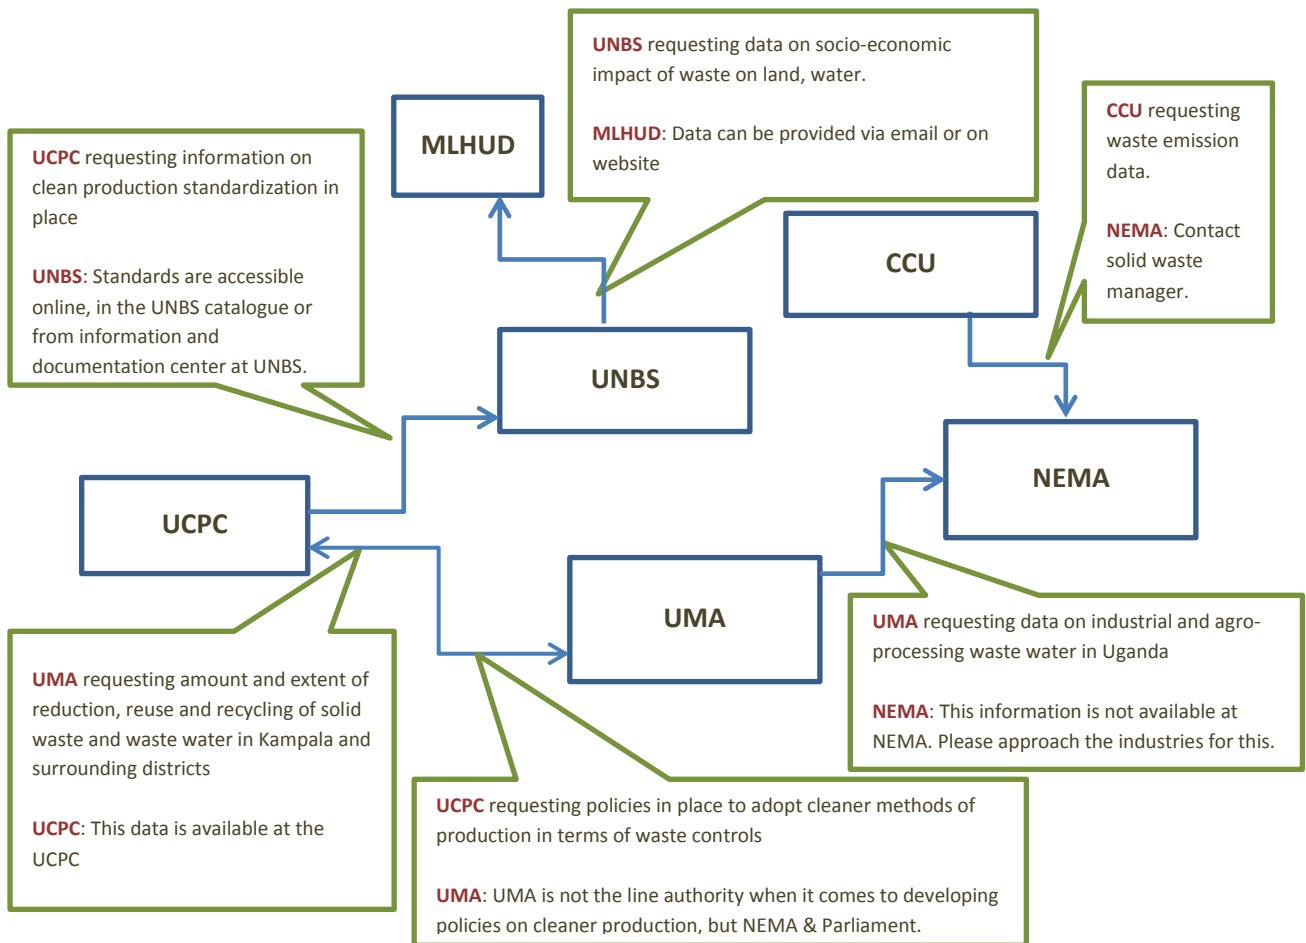 UNBS requesting data on socio-economic
impact of waste on land, water.
MLHUD: Data can be provided via email or on
website
MLHUD
CCU requesting
waste emission
data.
NEMA: Contact
solid waste
manager.
UCPC requesting information on
clean production standardization in
place
UNBS: Standards are accessible
online, in the UNBS catalogue or
from information and
documentation center at UNBS.
CCU
UNBS
NEMA
UCPC
UMA
UMA requesting data on industrial and agro-
processing waste water in Uganda
NEMA: This information is not available at
NEMA. Please approach the industries for this.
UMA requesting amount and extent of
reduction, reuse and recycling of solid
waste and waste water in Kampala and
surrounding districts
UCPC: This data is available at the
UCPC
UCPC requesting policies in place to adopt cleaner methods of
production in terms of waste controls
UMA: UMA is not the line authority when it comes to developing
policies on cleaner production, but NEMA & Parliament.